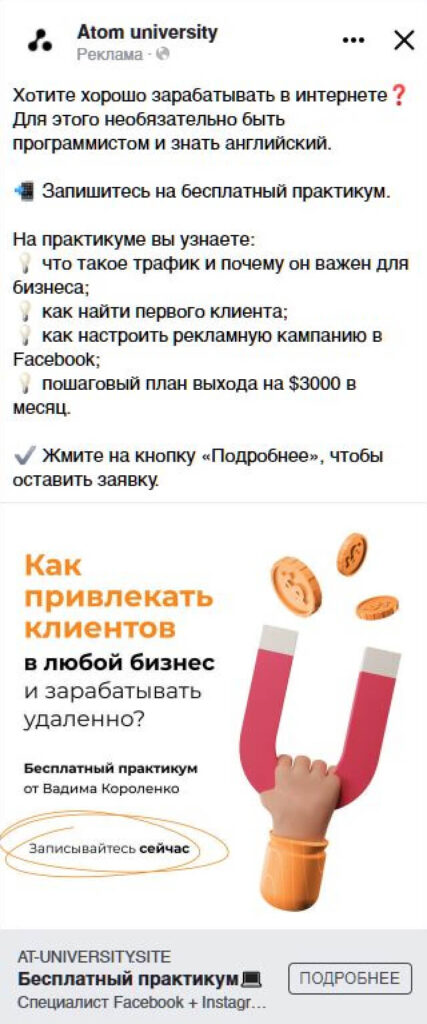 Atom university
Реклама ·
Хотите хорошо зарабатывать в интернете❓
Для этого необязательно быть
программистом и знать английский.
📲 Запишитесь на бесплатный практикум.
На практикуме вы узнаете:
💡 что такое трафик и почему он важен для
бизнеса;
💡 как найти первого клиента;
💡 как настроить рекламную кампанию в
Facebook;
💡 пошаговый план выхода на $3000 в
месяц.
✔️ Жмите на кнопку «Подробнее», чтобы
оставить заявку.
Как
привлекать
клиентов
в любой бизнес
и зарабатывать
удаленно?
Бесплатный практикум
от Вадима Короленко
Записывайтесь сейчас
AT-UNIVERSITYSITE
Бесплатный практикум💻
ПОДРОБНЕЕ
Специалист Facebook + Instagr...